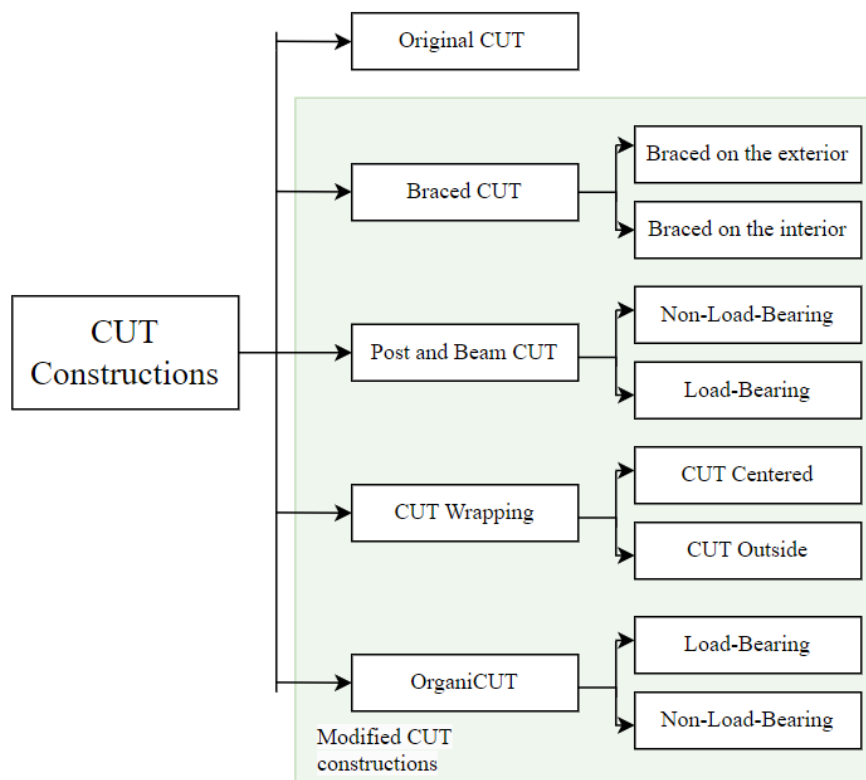 Original CUT
Braced CUT
Braced on the exterior
Braced on the interior
CUT
Constructions
Post and Beam CUT
Non-Load-Bearing
Load-Bearing
CUT Wrapping
CUT Centered
CUT Outside
OrganiCUT
Load-Bearing
Non-Load-Bearing
Modified CUT
constructions